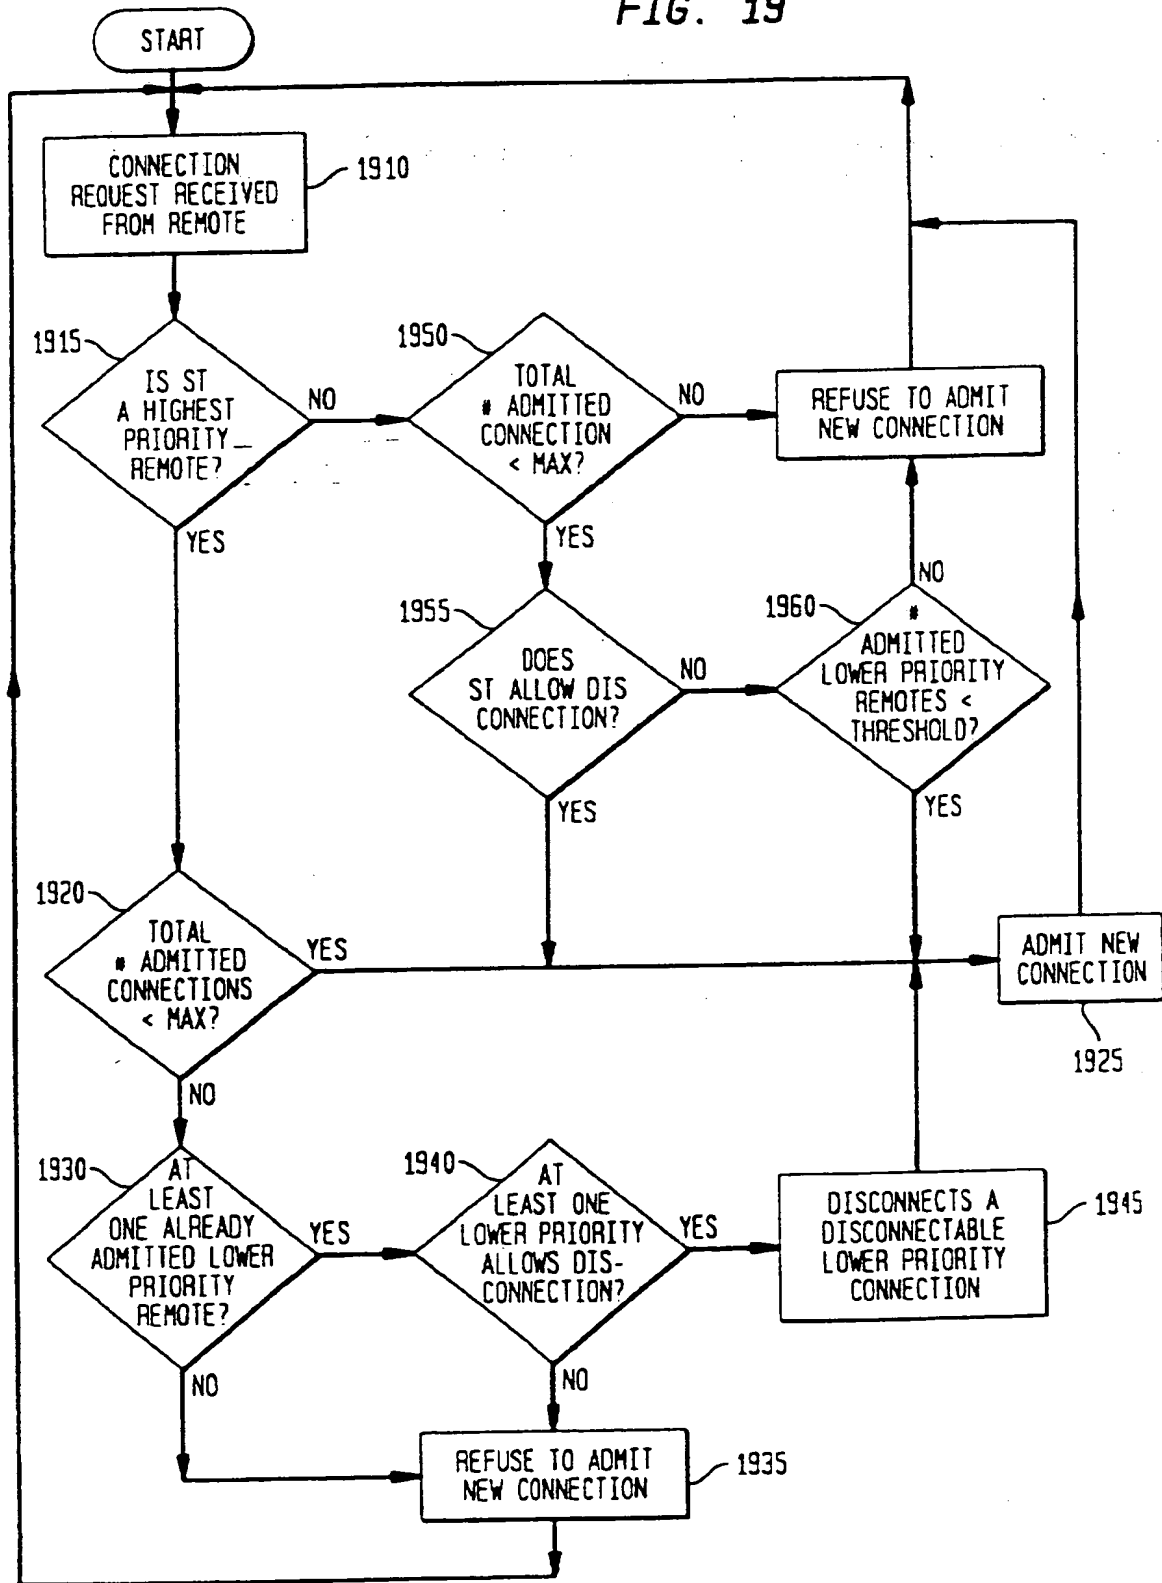 FIG. 19
START
CONNECTION
REQUEST RECEIVED
FROM REMOTE
1910
1915
IS ST
A HIGHEST
PRIORITY
REMOTE?
NO
YES
1950
TOTAL
# ADMITTED
CONNECTION
< MAX?
NO
YES
REFUSE TO ADMIT
NEW CONNECTION
1955
DOES
ST ALLOW DIS
CONNECTION?
NO
YES
1960
NO
#
ADMITTED
LOWER PRIORITY
REMOTES <
THRESHOLD?
YES
1920
TOTAL
# ADMITTED
CONNECTIONS
< MAX?
YES
NO
ADMIT NEW
CONNECTION
1925
1930
AT
LEAST
ONE ALREADY
ADMITTED LOWER
PRIORITY
REMOTE?
YES
NO
1940
AT
LEAST ONE
LOWER PRIORITY
ALLOWS DIS-
CONNECTION?
YES
NO
DISCONNECTS A
DISCONNECTABLE
LOWER PRIORITY
CONNECTION
1945
REFUSE TO ADMIT
NEW CONNECTION
1935